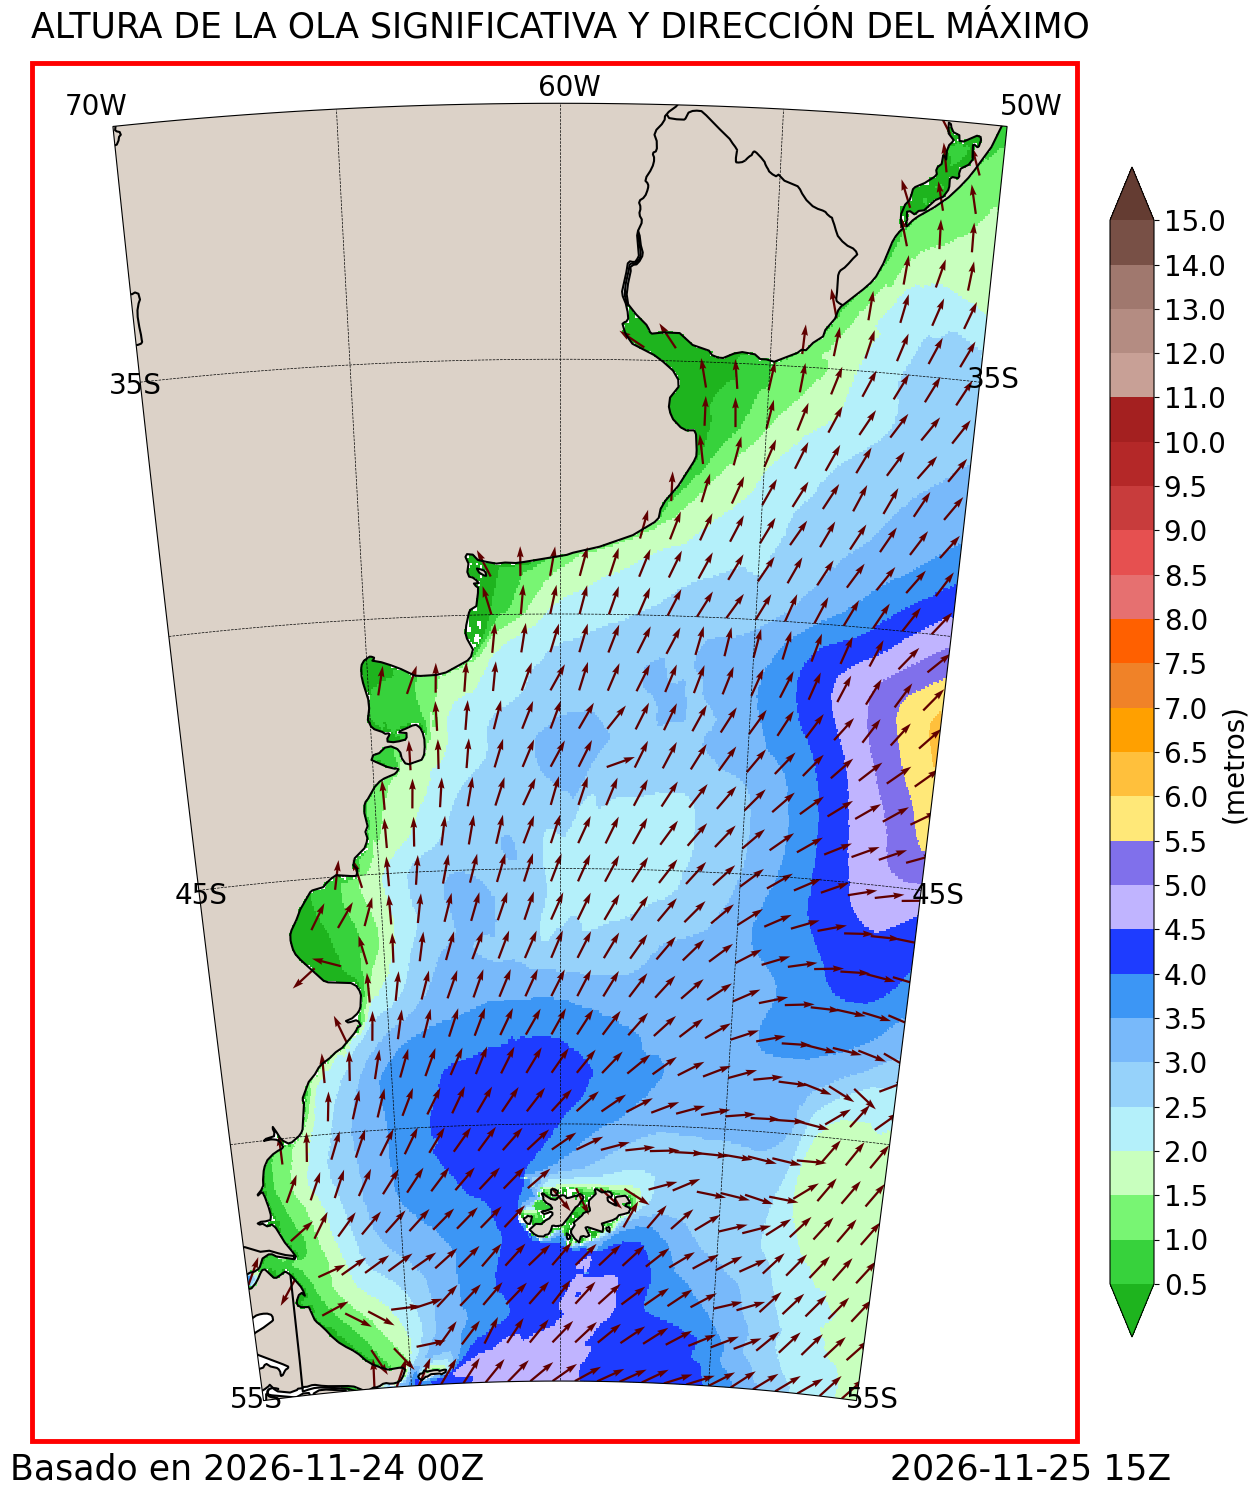 ALTURA DE LA OLA SIGNIFICATIVA Y DIRECCIÓN DEL MÁXIMO
70W
60W
50W
35S
35S
45S
45S
55S
55S
15.0
14.0
13.0
12.0
11.0
10.0
9.5
9.0
8.5
8.0
7.5
7.0
6.5
6.0
5.5
5.0
4.5
4.0
3.5
3.0
2.5
2.0
1.5
1.0
0.5
(metros)
Basado en 2026-11-24 00Z
2026-11-25 15Z